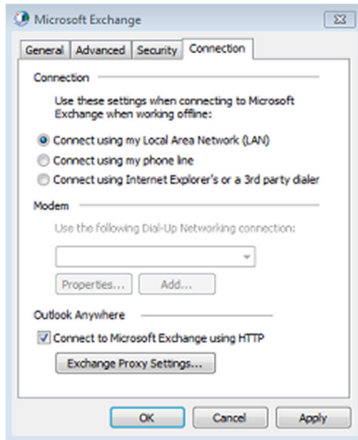 Microsoft Exchange
General Advanced Security Connection
Connection
Use these settings when connecting to Microsoft
Exchange when working offline:
Connect using my Local Area Network (LAN)
Connect using my phone line
Connect using Internet Explorer's or a 3rd party dialer
Modem
Use the following Dial-Up Networking connection:
Properties... Add...
Outlook Anywhere
Connect to Microsoft Exchange using HTTP
Exchange Proxy Settings...
OK Cancel Apply